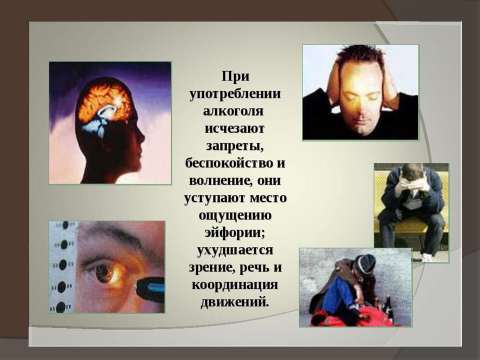 При
употреблении
алкоголя
исчезают
запреты,
беспокойство и
волнение, они
уступают место
ощущению
эйфории;
ухудшается
зрение, речь и
координация
движений.